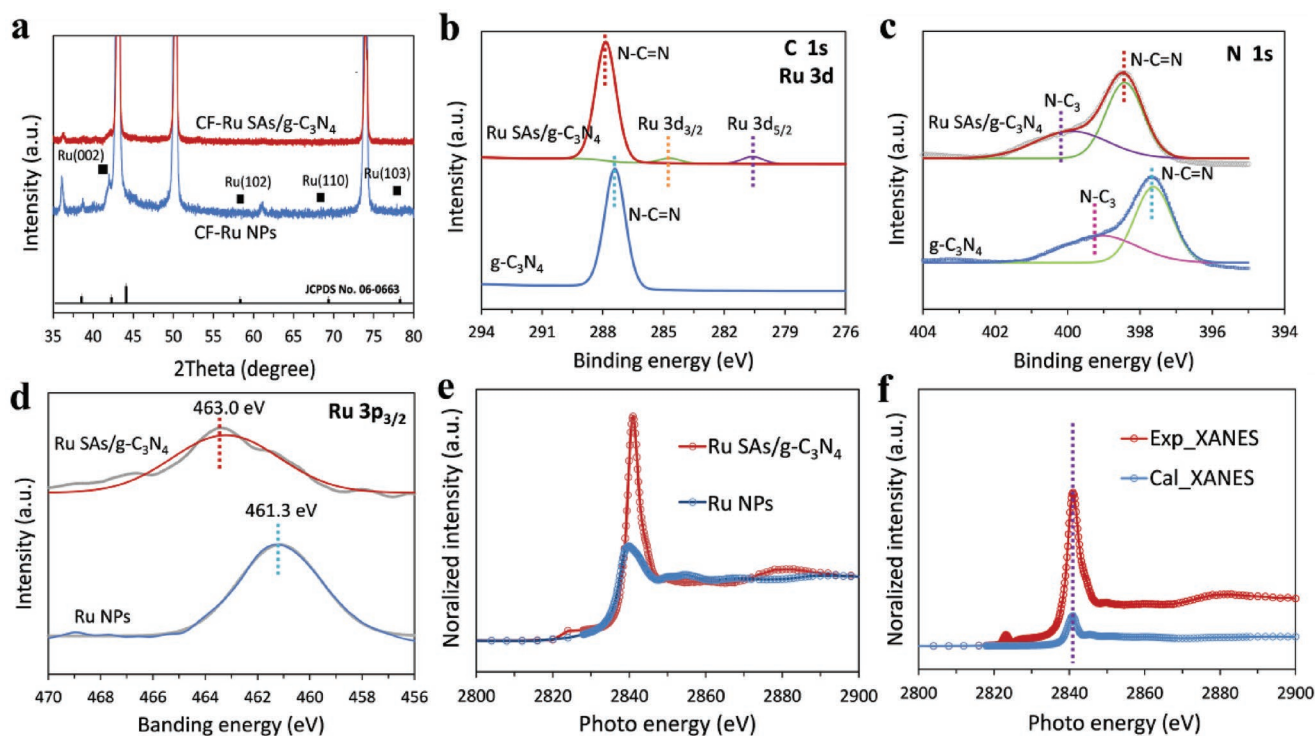 a
Intensity (a.u.)
CF-Ru SAs/g-C₃N₄
Ru(002)
Ru(102)
Ru(110)
Ru(103)
CF-Ru NPs
JCPDS No. 06-0663
35 40 45 50 55 60 65 70 75 80
2Theta (degree)
b
C 1s
Ru 3d
Intensity (a.u.)
N-C=N
Ru SAs/g-C₃N₄
Ru 3d₃/₂
Ru 3d₅/₂
N-C=N
g-C₃N₄
294 291 288 285 282 279 276
Binding energy (eV)
c
N 1s
Intensity (a.u.)
N-C=N
N-C₃
Ru SAs/g-C₃N₄
N-C=N
N-C₃
g-C₃N₄
404 402 400 398 396 394
Binding energy (eV)
d
Ru 3p₃/₂
Intensity (a.u.)
463.0 eV
Ru SAs/g-C₃N₄
461.3 eV
Ru NPs
470 468 466 464 462 460 458 456
Banding energy (eV)
e
Noralized intensity (a.u.)
Ru SAs/g-C₃N₄
Ru NPs
2800 2820 2840 2860 2880 2900
Photo energy (eV)
f
Noralized intensity (a.u.)
Exp_XANES
Cal_XANES
2800 2820 2840 2860 2880 2900
Photo energy (eV)